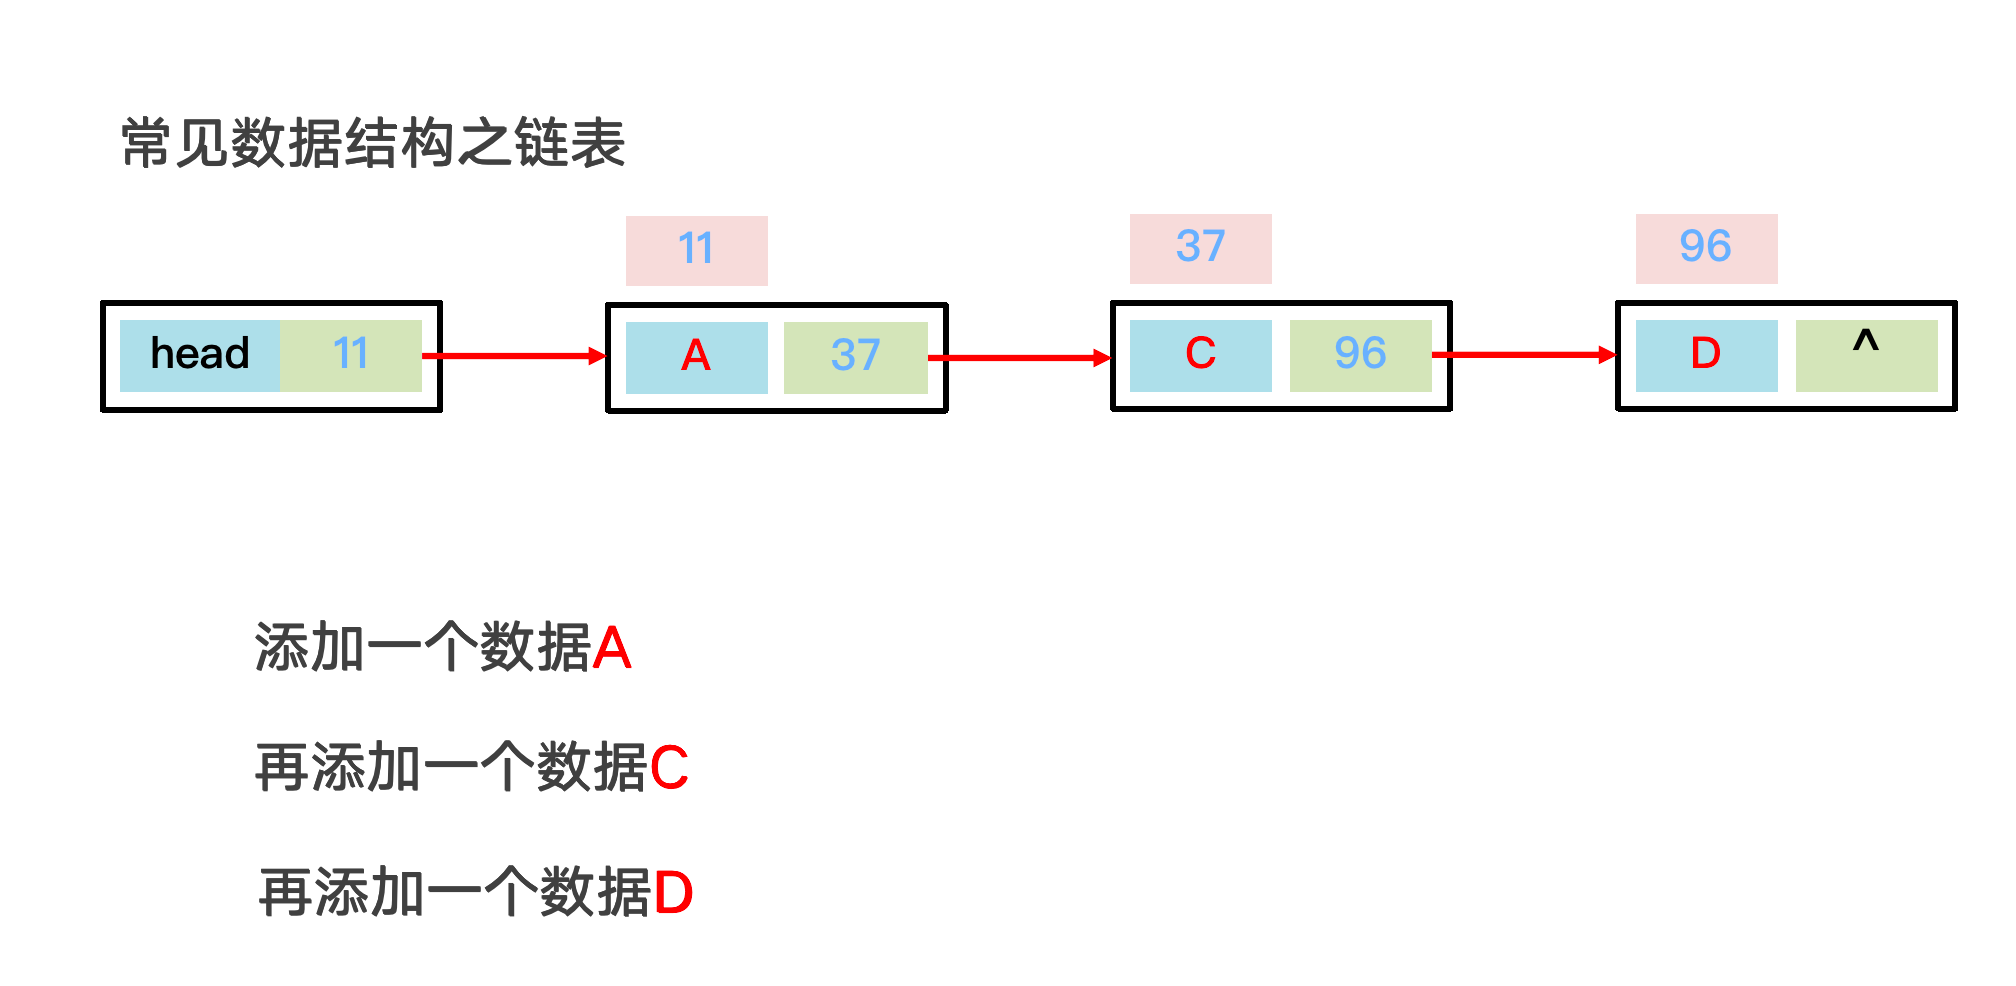 常见数据结构之链表
11 37 96
head 11 A 37 C 96 D ^
添加一个数据A
再添加一个数据C
再添加一个数据D